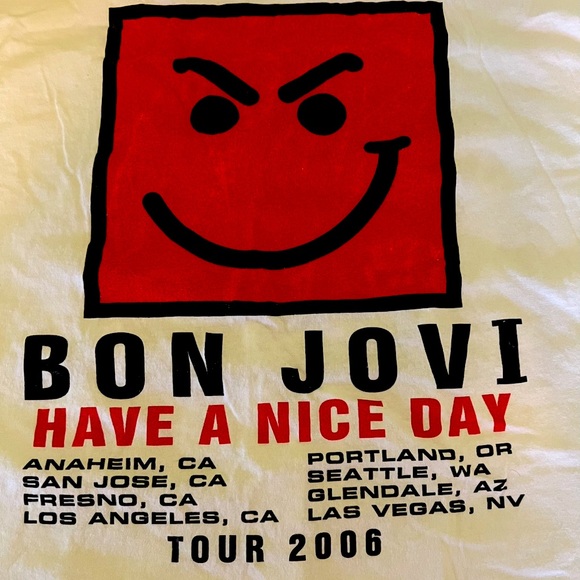 BON JOVI
HAVE A NICE DAY
ANAHEIM, CA
SAN JOSE, CA
FRESNO, CA
LOS ANGELES, CA
PORTLAND, OR
SEATTLE, WA
GLENDALE, AZ
LAS VEGAS, NV
TOUR 2006